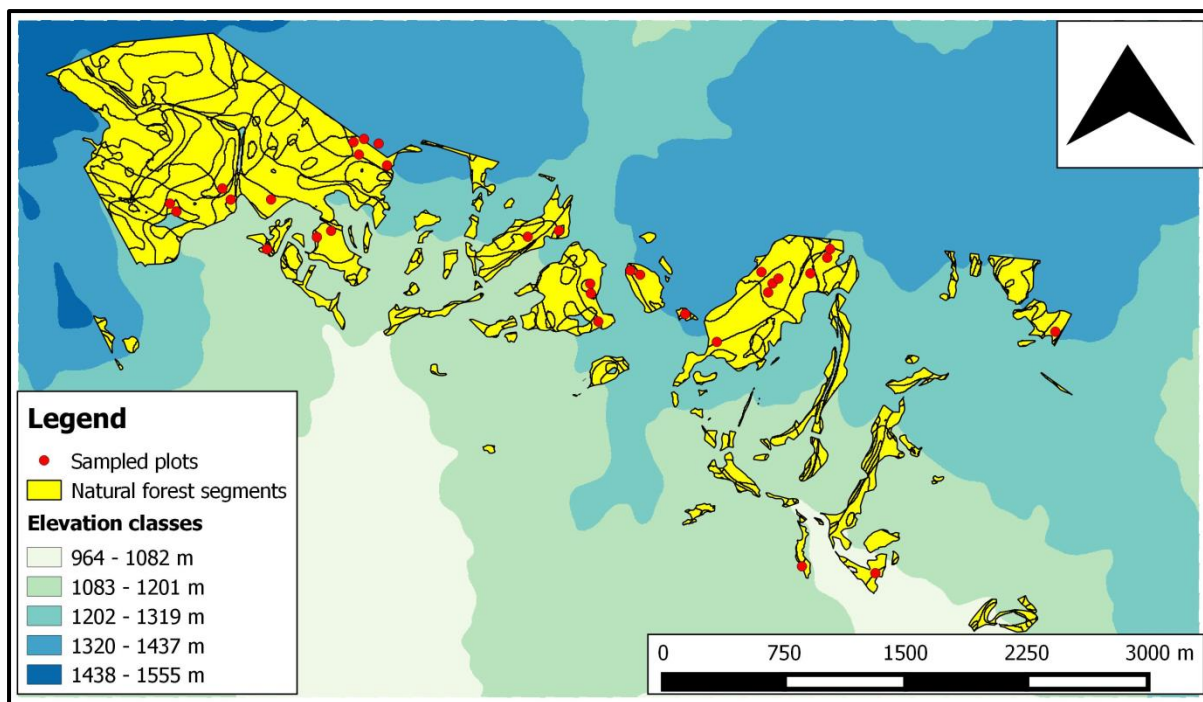 Legend
Sampled plots
Natural forest segments
Elevation classes
964 - 1082 m
1083 - 1201 m
1202 - 1319 m
1320 - 1437 m
1438 - 1555 m
0 750 1500 2250 3000 m